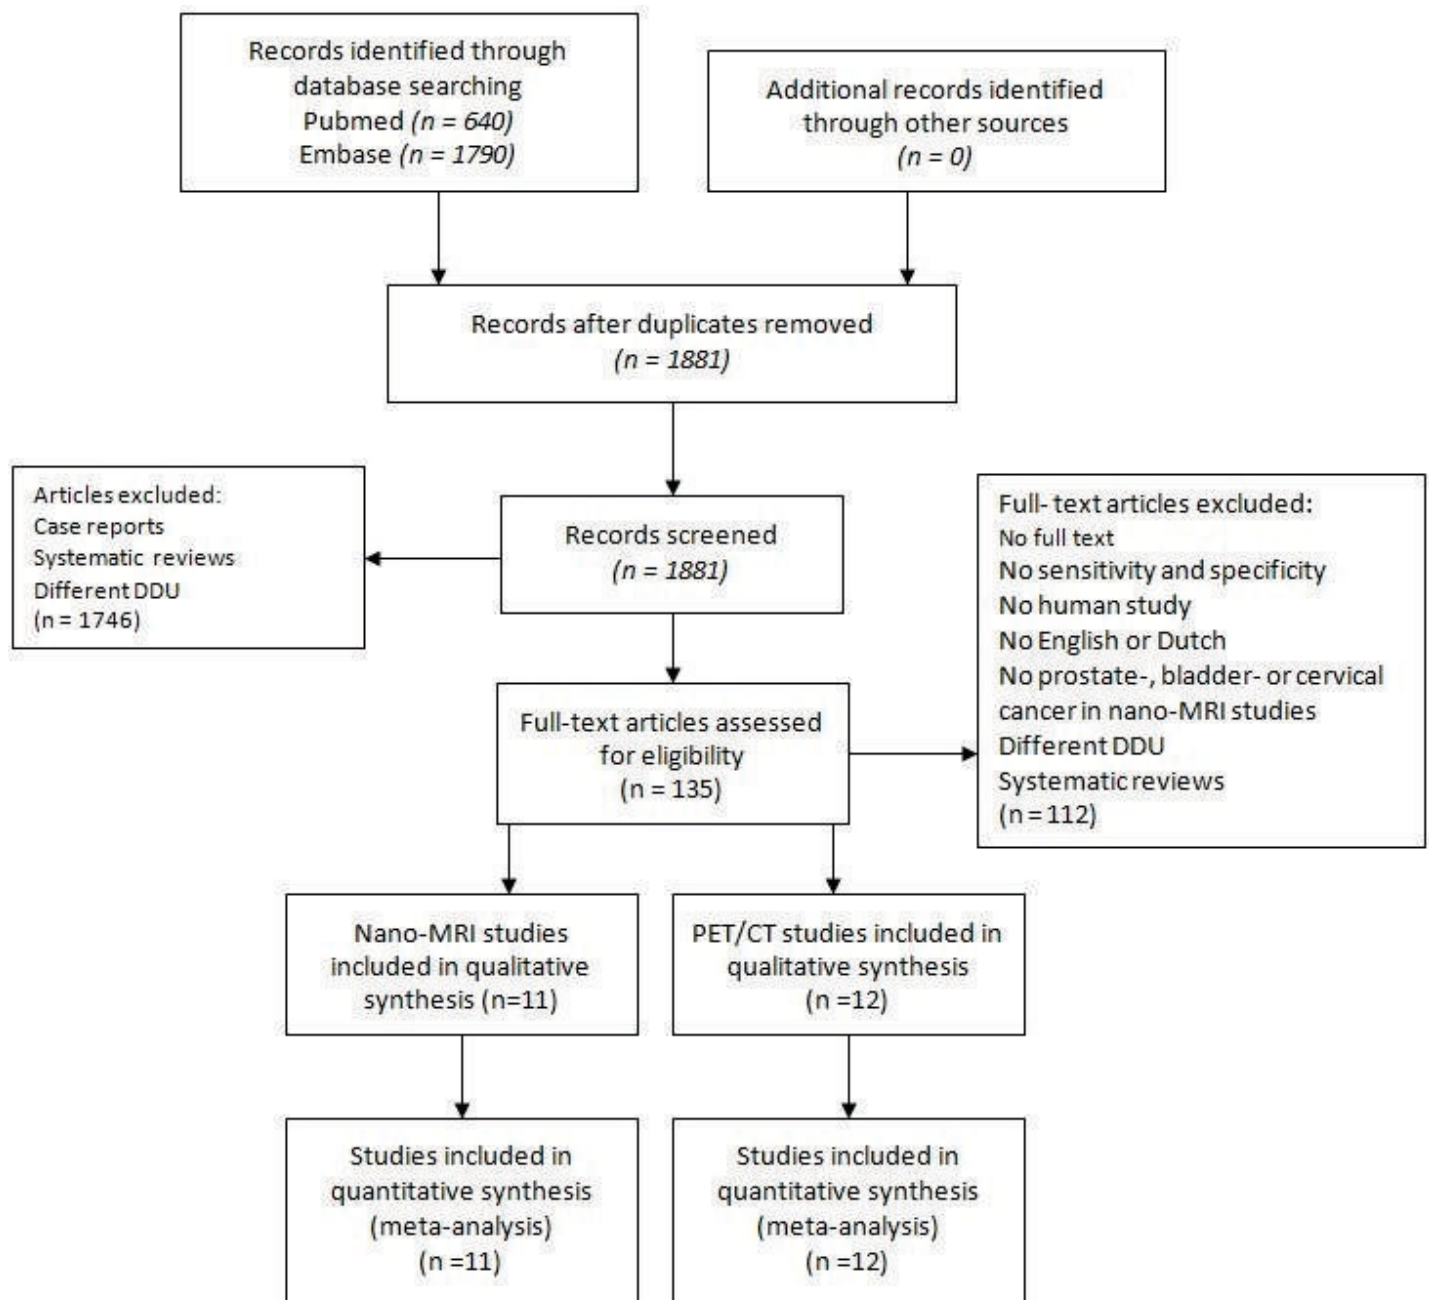 Records identified through
database searching
Pubmed (n = 640)
Embase (n = 1790)
Additional records identified
through other sources
(n = 0)
Records after duplicates removed
(n = 1881)
Articles excluded:
Case reports
Systematic reviews
Different DDU
(n = 1746)
Records screened
(n = 1881)
Full- text articles excluded:
No full text
No sensitivity and specificity
No human study
No English or Dutch
No prostate-, bladder- or cervical
cancer in nano-MRI studies
Different DDU
Systematic reviews
(n = 112)
Full-text articles assessed
for eligibility
(n = 135)
Nano-MRI studies
included in qualitative
synthesis (n=11)
PET/CT studies included in
qualitative synthesis
(n =12)
Studies included in
quantitative synthesis
(meta-analysis)
(n =11)
Studies included in
quantitative synthesis
(meta-analysis)
(n =12)